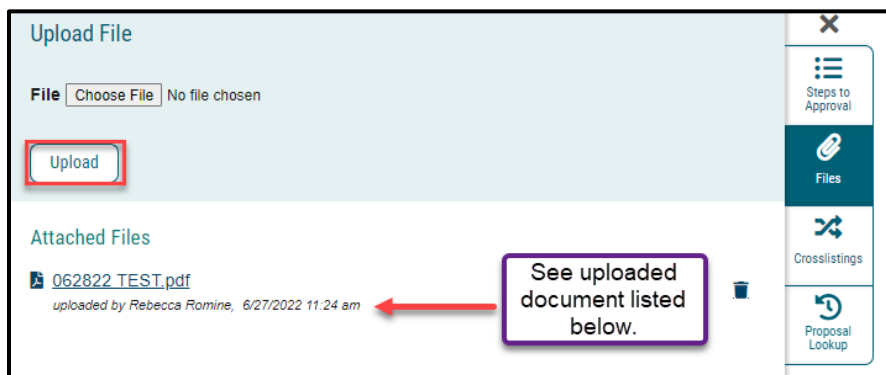 Upload File
File Choose File No file chosen
Upload
Attached Files
062822 TEST.pdf
uploaded by Rebecca Romine, 6/27/2022 11:24 am
See uploaded
document listed
below.
Steps to
Approval
Files
Crosslistings
Proposal
Lookup